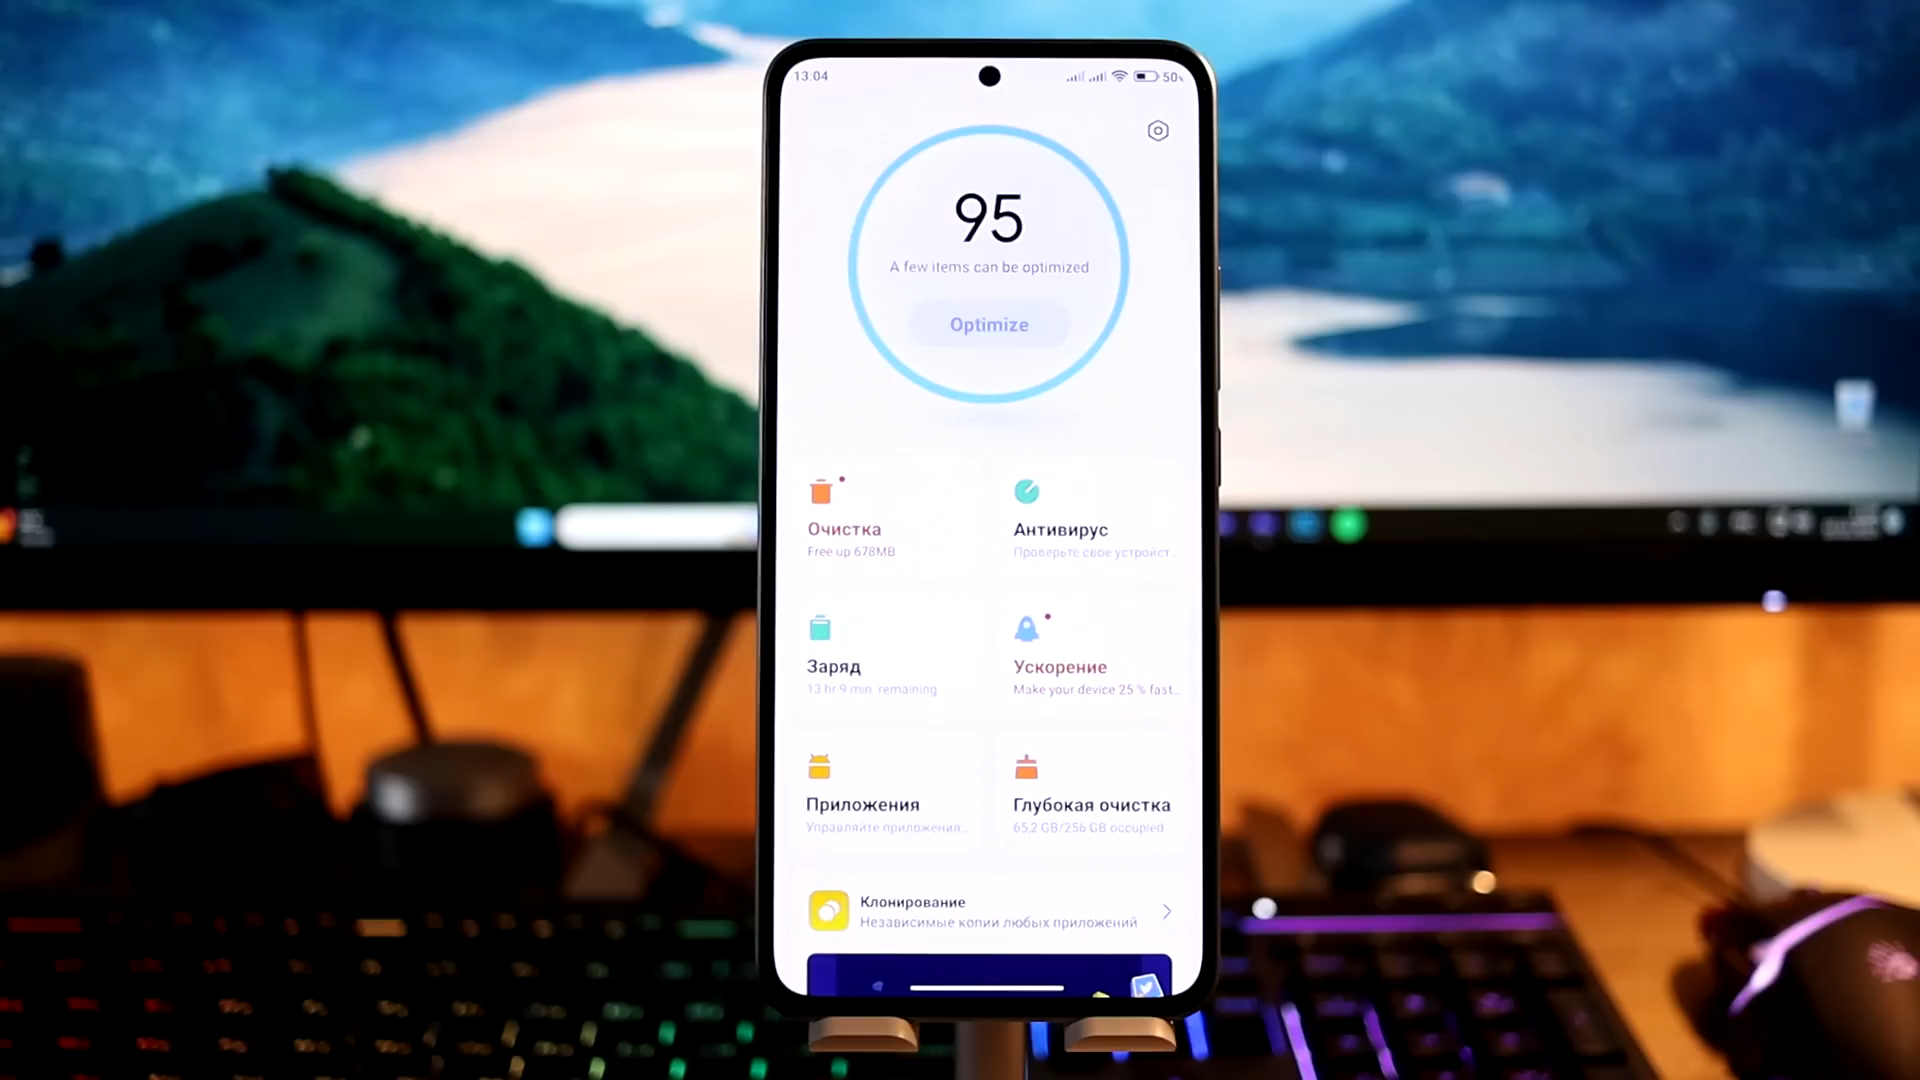 13:04
50%
95
A few items can be optimized
Optimize
Очистка
Free up 678MB
Антивирус
Проверьте свое устройст...
Заряд
13 hr 9 min remaining
Ускорение
Make your device 25 % fast...
Приложения
Управляйте приложения...
Глубокая очистка
65,2 GB/256 GB occupied
Клонирование
Независимые копии любых приложений